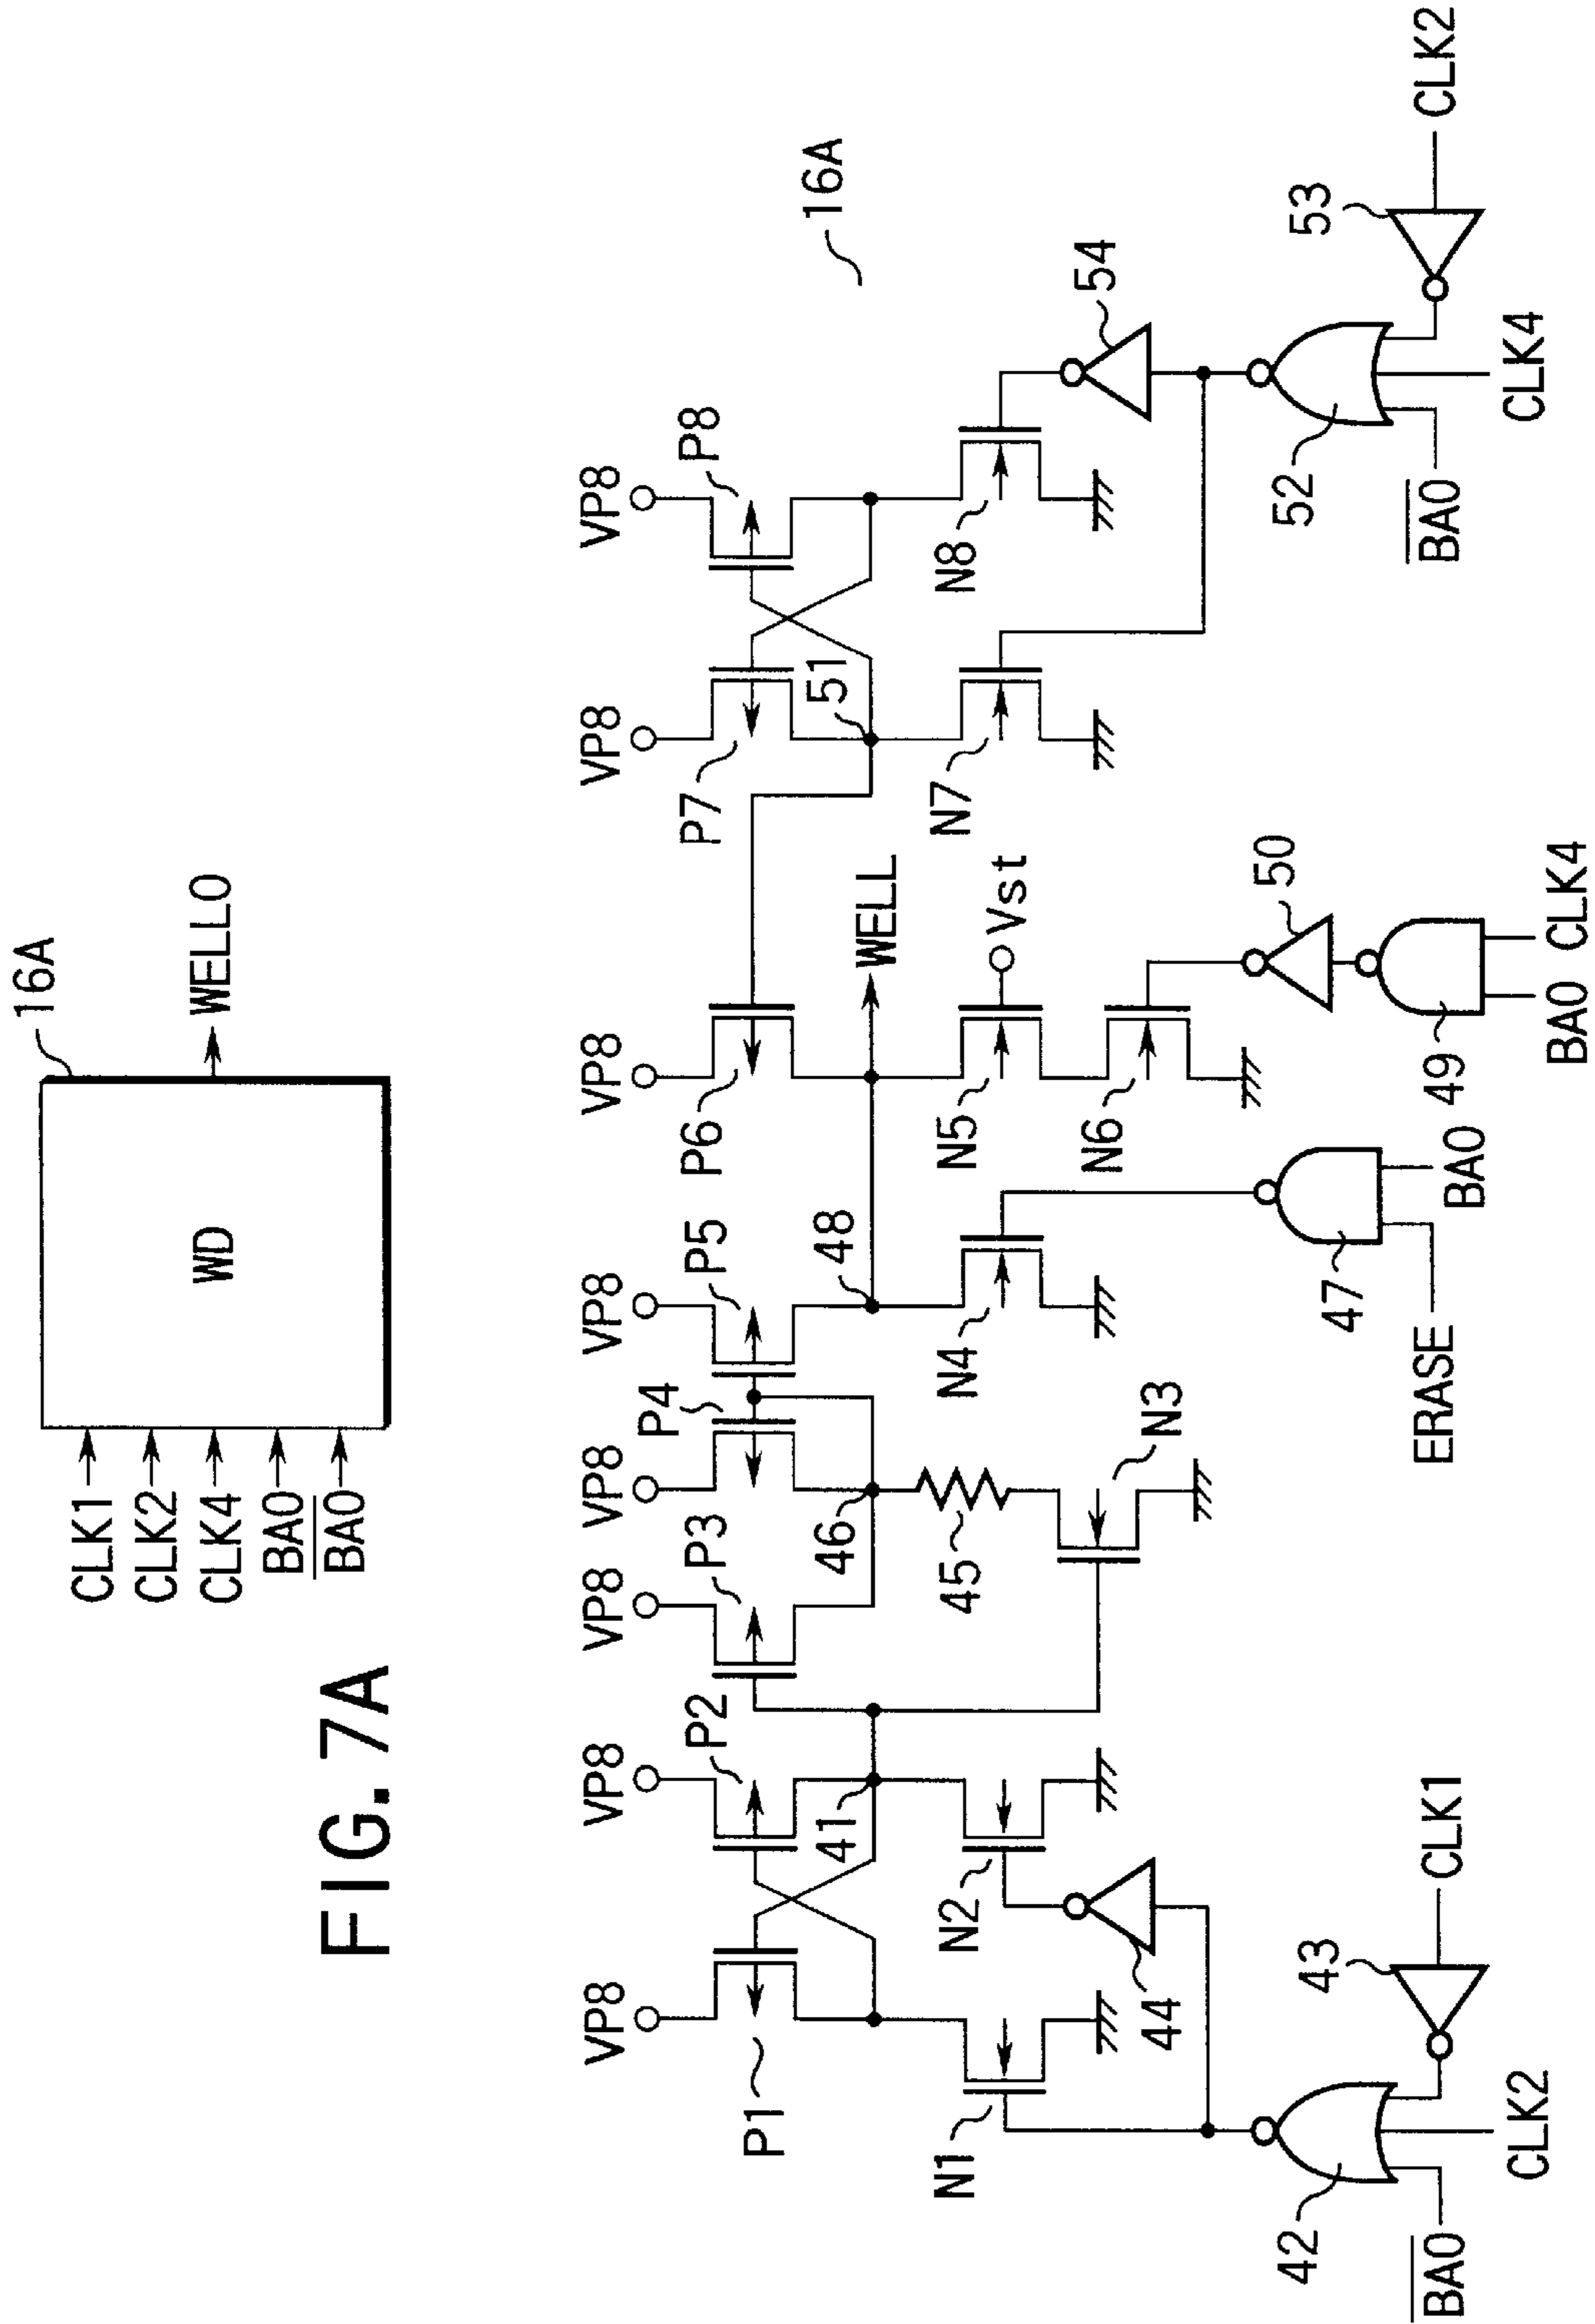 FIG. 7A
16A
CLK1
CLK2
CLK4
BA0
BA0
WD
WELL0
16A
VP8
VP8
VP8
VP8
VP8
VP8
VP8
VP8
P1
P2
P3
P4
P5
P6
P7
P8
41
46
48
WELL
51
45
N1
N2
N3
N4
N5
Vst
N6
N7
N8
44
50
54
42
43
CLK1
47
49
52
53
CLK2
BA0
CLK2
ERASE
BA0
BA0
CLK4
BA0
CLK4